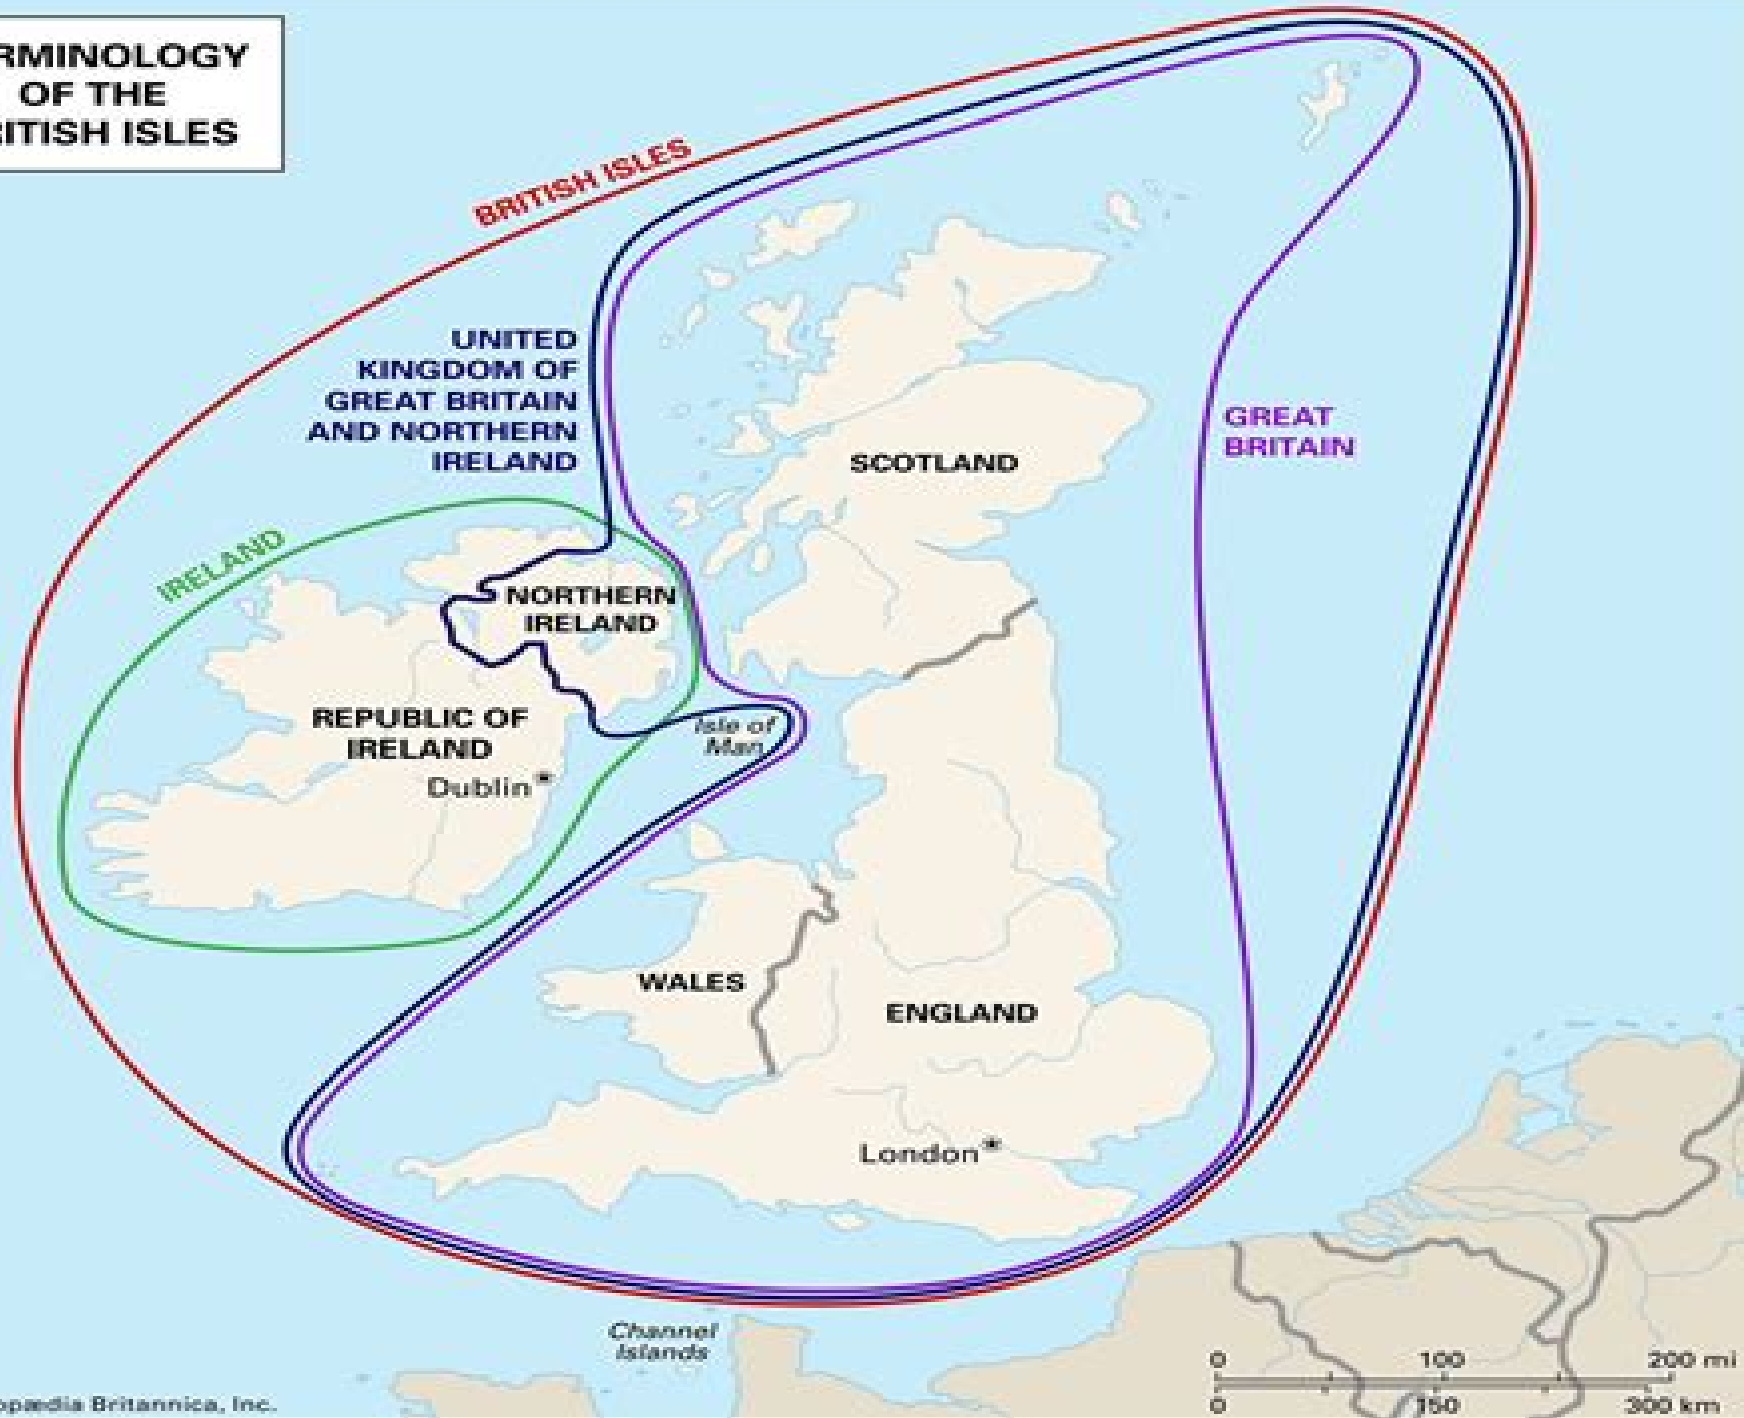 RMINOLOGY
OF THE
ITISH ISLES
BRITISH ISLES
UNITED
KINGDOM OF
GREAT BRITAIN
AND NORTHERN
IRELAND
GREAT
BRITAIN
SCOTLAND
IRELAND
NORTHERN
IRELAND
REPUBLIC OF
IRELAND
Dublin*
Isle of
Man
WALES
ENGLAND
London*
Channel
Islands
0 100 200 mi
0 150 300 km
opædia Britannica, Inc.